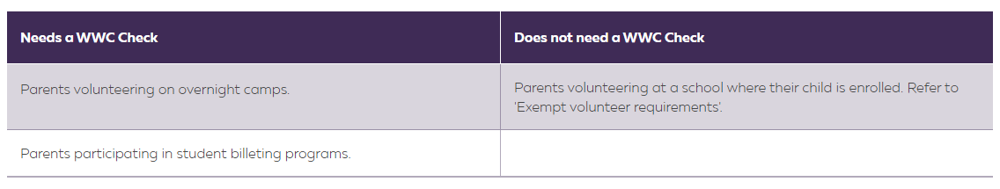 Needs a WWC Check
Does not need a WWC Check
Parents volunteering on overnight camps.
Parents volunteering at a school where their child is enrolled. Refer to
'Exempt volunteer requirements'.
Parents participating in student billeting programs.